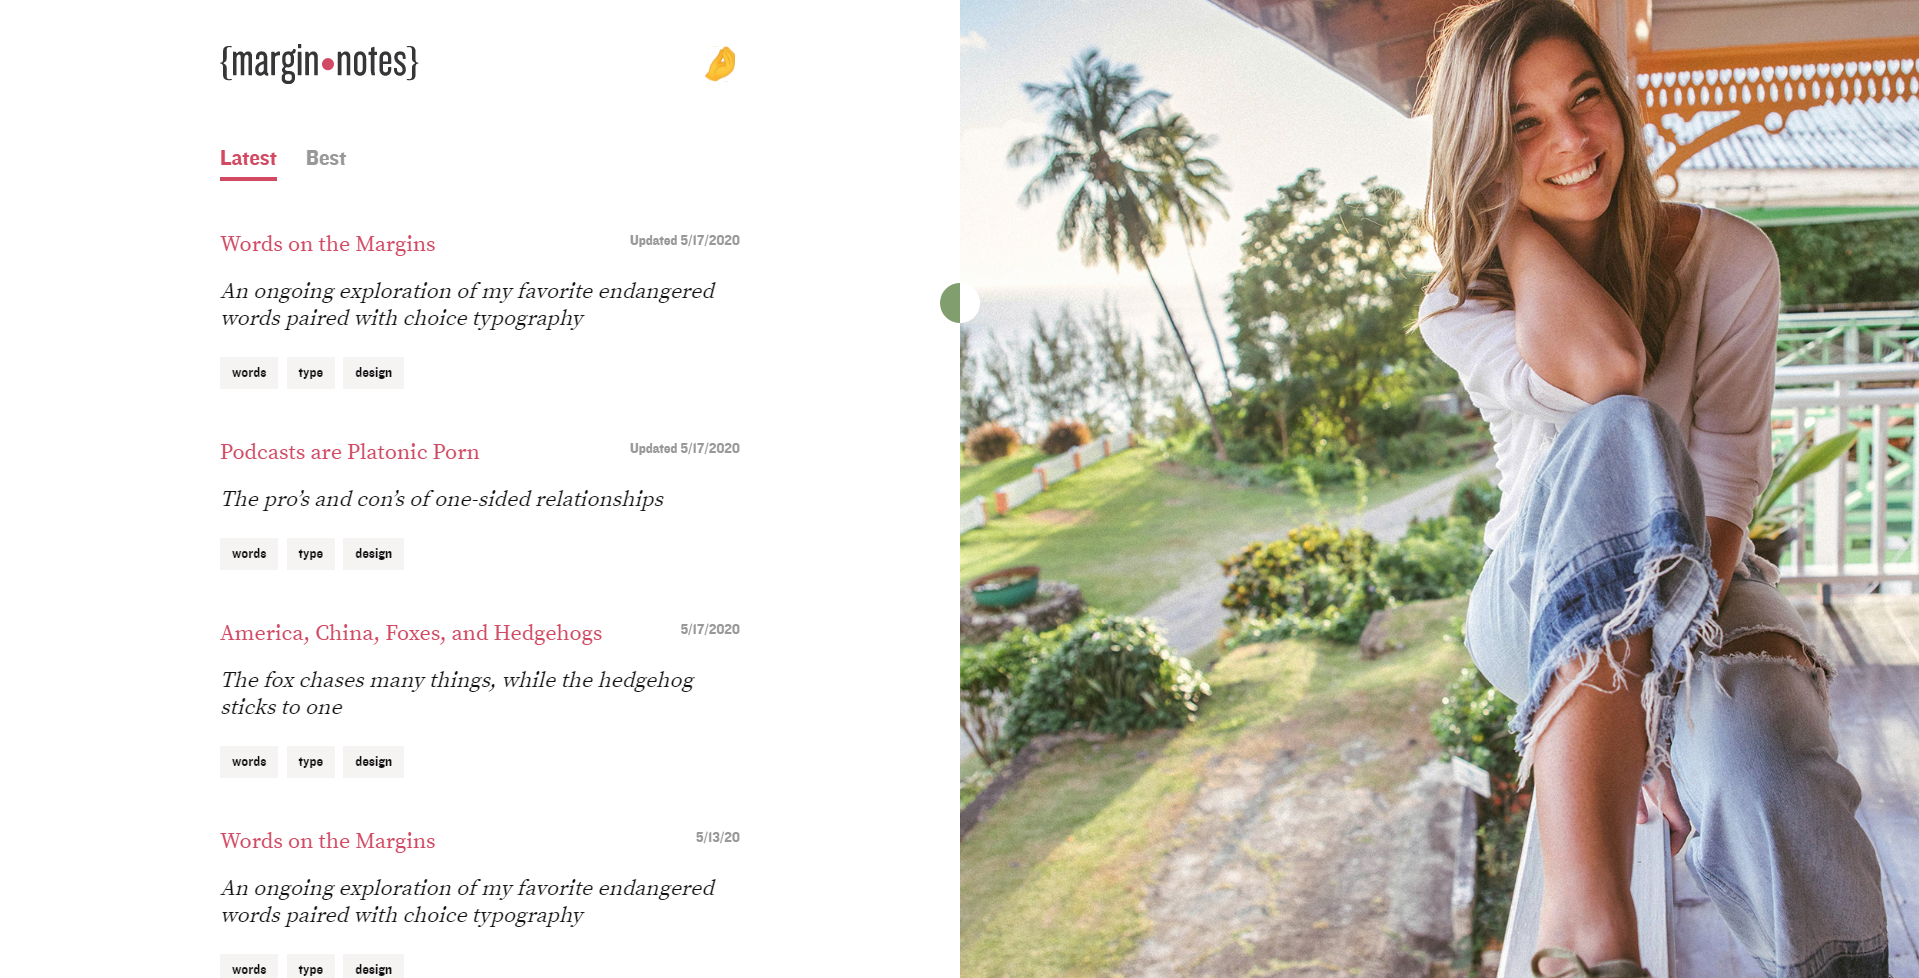 {margin•notes}
Latest Best
Words on the Margins Updated 5/17/2020
An ongoing exploration of my favorite endangered
words paired with choice typography
words type design
Podcasts are Platonic Porn Updated 5/17/2020
The pro’s and con’s of one-sided relationships
words type design
America, China, Foxes, and Hedgehogs 5/17/2020
The fox chases many things, while the hedgehog
sticks to one
words type design
Words on the Margins 5/13/20
An ongoing exploration of my favorite endangered
words paired with choice typography
words type design